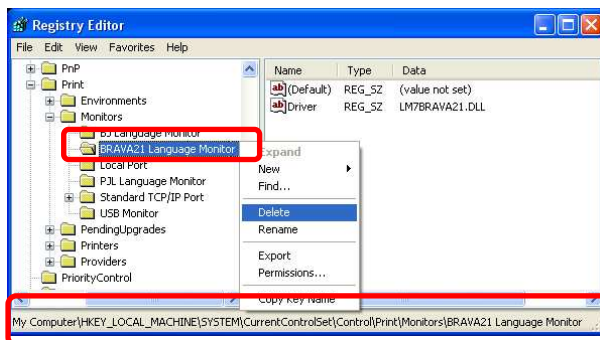 Registry Editor
File Edit View Favorites Help
PnP
Print
Environments
Monitors
BJ Language Monitor
BRAVA21 Language Monitor
Local Port
PJL Language Monitor
Standard TCP/IP Port
USB Monitor
PendingUpgrades
Printers
Providers
PriorityControl
Name Type Data
ab (Default) REG_SZ (value not set)
ab Driver REG_SZ LM7BRAVA21.DLL
Expand
New
Find...
Delete
Rename
Export
Permissions...
Copy Key Name
My Computer\HKEY_LOCAL_MACHINE\SYSTEM\CurrentControlSet\Control\Print\Monitors\BRAVA21 Language Monitor